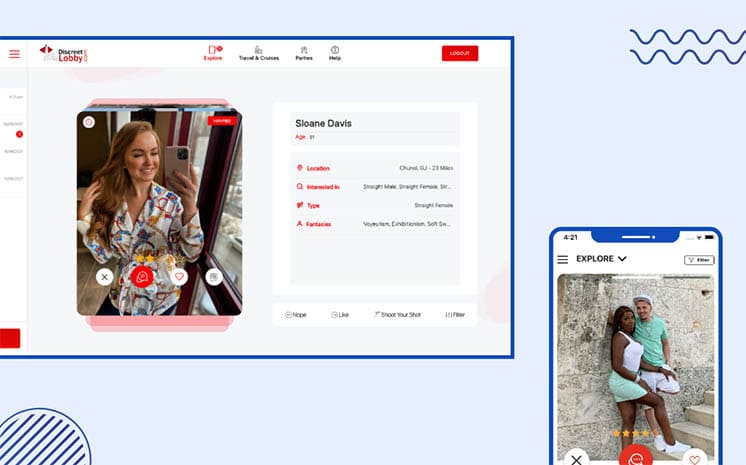 Discreet
Lobby
Explore
Travel & Cruises
Parties
Help
LOGOUT
VERIFIED
Sloane Davis
Age : 31
Location
Chunel, GJ - 23 Miles
Interested In
Straight Male, Straight Female, Str...
Type
Straight Female
Fantasies
Voyeurism, Exhibitionism, Soft Sw...
Nope
Like
Shoot Your Shot
Filter
4:21
EXPLORE
Filter